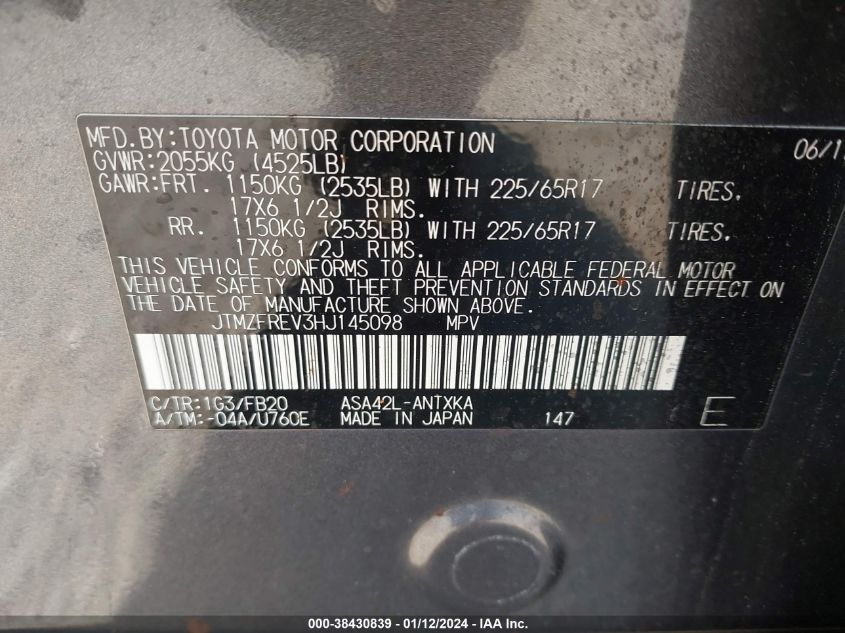 MFD.BY:TOYOTA MOTOR CORPORATION 06/1
GVWR:2055KG (4525LB)
GAWR:FRT. 1150KG (2535LB) WITH 225/65R17 TIRES,
17X6 1/2J RIMS.
RR. 1150KG (2535LB) WITH 225/65R17 TIRES,
17X6 1/2J RIMS.
THIS VEHICLE CONFORMS TO ALL APPLICABLE FEDERAL MOTOR
VEHICLE SAFETY AND THEFT PREVENTION STANDARDS IN EFFECT ON
THE DATE OF MANUFACTURE SHOWN ABOVE.
JTMZFREV3HJ145098 MPV
C/TR:1G3/FB20 ASA42L-ANTXKA
A/TM:-04A/U760E MADE IN JAPAN 147 E
000-38430839 - 01/12/2024 - IAA Inc.